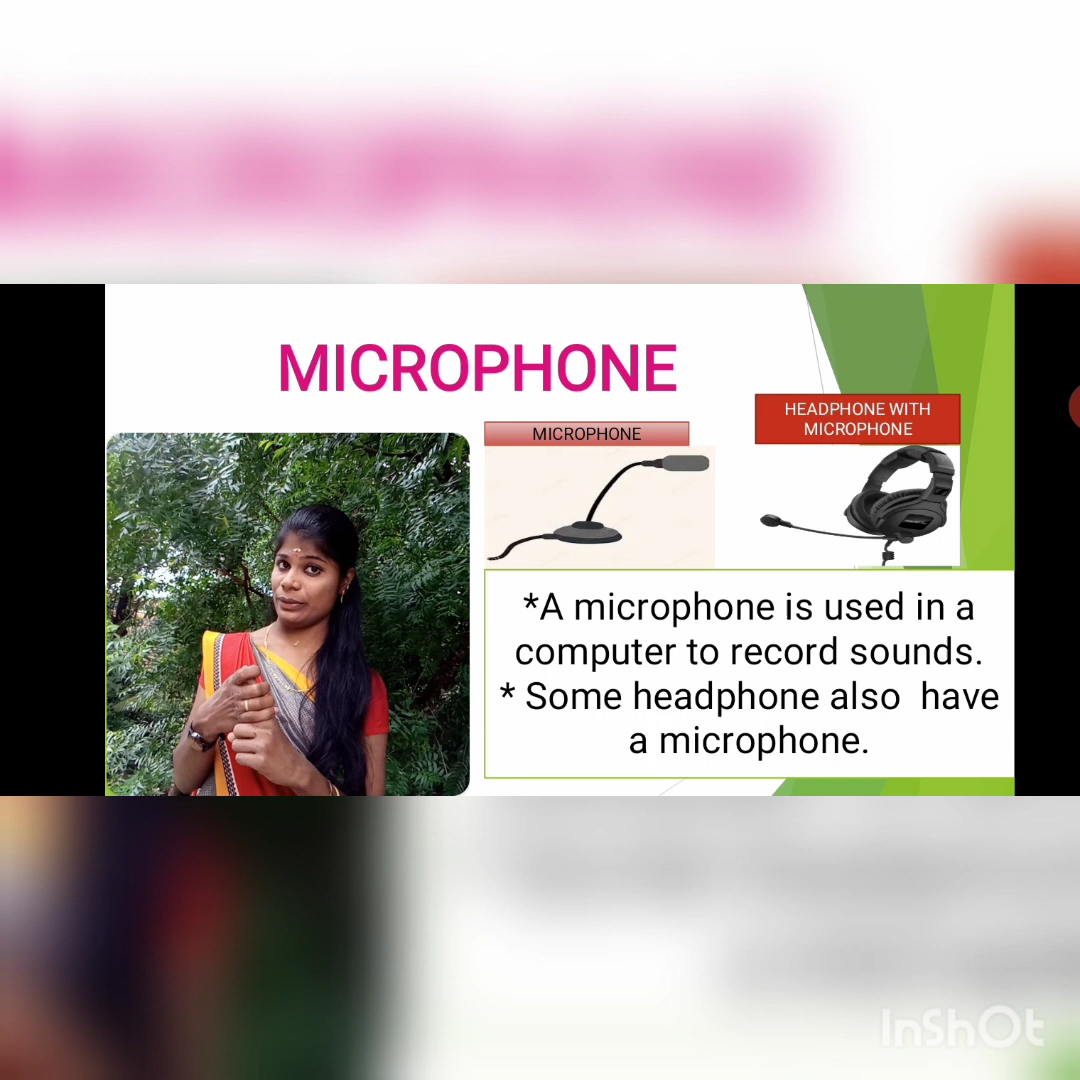 MICROPHONE
MICROPHONE
HEADPHONE WITH
MICROPHONE
*A microphone is used in a
computer to record sounds.
* Some headphone also  have
a microphone.
InShOt